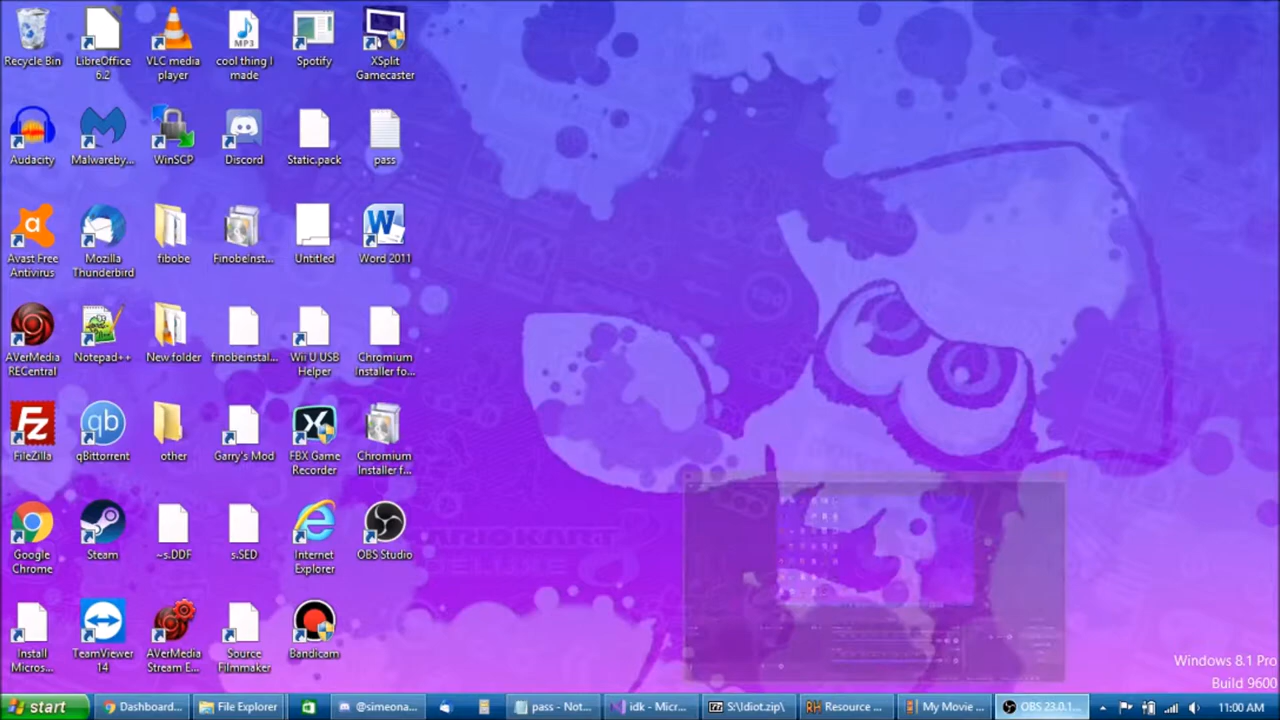 Recycle Bin
LibreOffice
6.2
VLC media
player
MP3
cool thing I
made
Spotify
XSplit
Gamecaster
Audacity
Malwareby...
WinSCP
Discord
Static.pack
pass
Avast Free
Antivirus
Mozilla
Thunderbird
fibobe
Finobeinst...
Untitled
W
Word 2011
AVerMedia
RECentral
Notepad++
New folder
finobeinstal...
Wii U USB
Helper
Chromium
Installer fo...
FZ
FileZilla
qb
qBittorrent
other
Garry's Mod
X
FBX Game
Recorder
Chromium
Installer f...
Google
Chrome
Steam
~s.DDF
s.SED
Internet
Explorer
OBS Studio
Install
Micros...
TeamViewer
14
AVerMedia
Stream E...
Source
Filmmaker
Bandicam
Windows 8.1 Pro
Build 9600
start
Dashboard...
File Explorer
@simeona...
pass - Not...
idk - Micr...
S:\Idiot.zip\
Resource ...
My Movie ...
OBS 23.0.1...
11:00 AM